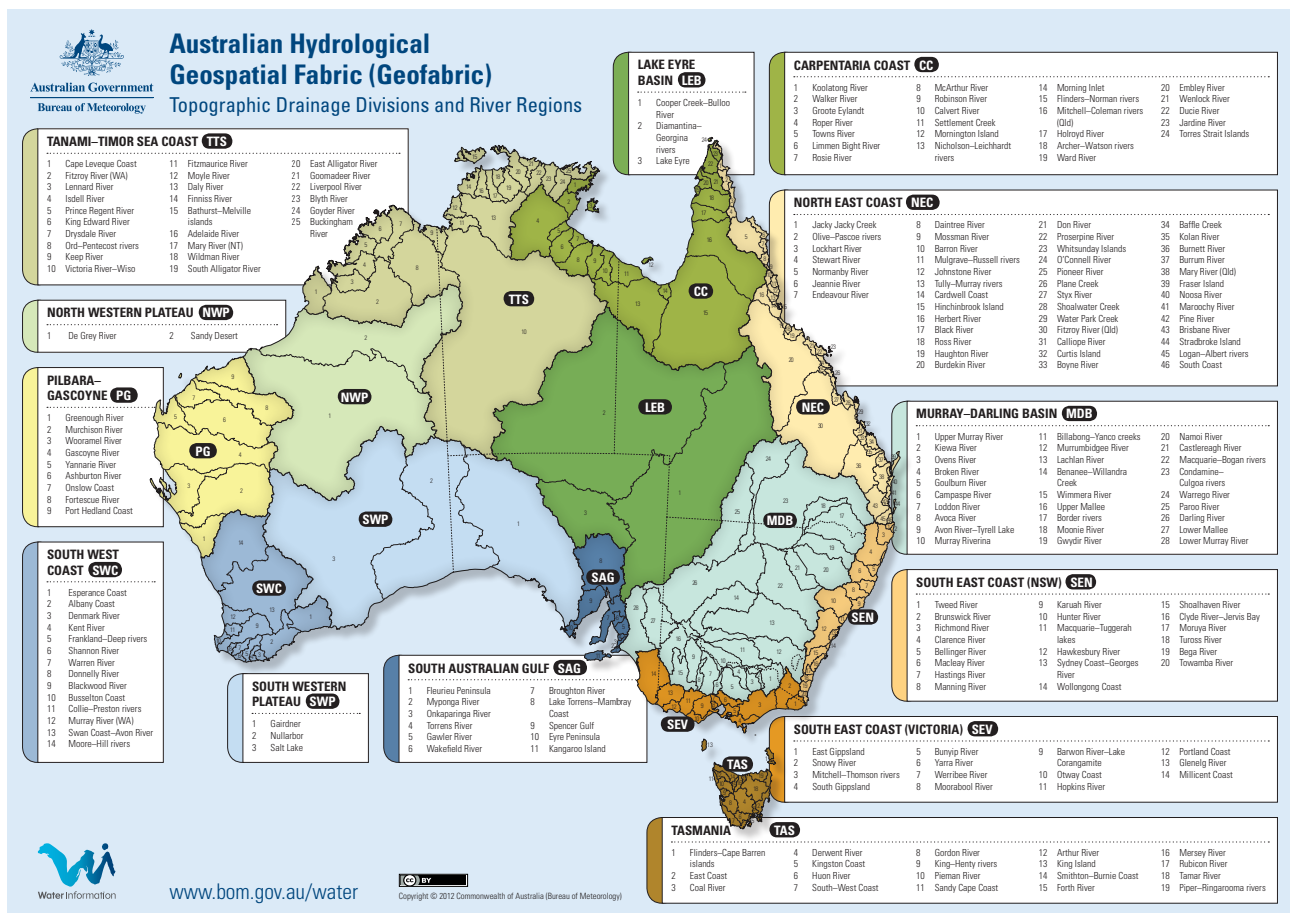 Australian Government
Bureau of Meteorology
Australian Hydrological
Geospatial Fabric (Geofabric)
Topographic Drainage Divisions and River Regions
LAKE EYRE
BASIN LEB
1 Cooper Creek–Bulloo
River
2 Diamantina–
Georgina
rivers
3 Lake Eyre
CARPENTARIA COAST CC
1 Koolatong River
2 Walker River
3 Groote Eylandt
4 Roper River
5 Towns River
6 Limmen Bight River
7 Rosie River
8 McArthur River
9 Robinson River
10 Calvert River
11 Settlement Creek
12 Mornington Island
13 Nicholson–Leichhardt
rivers
14 Morning Inlet
15 Flinders–Norman rivers
16 Mitchell–Coleman rivers
(Qld)
17 Holroyd River
18 Archer–Watson rivers
19 Ward River
20 Embley River
21 Wenlock River
22 Ducie River
23 Jardine River
24 Torres Strait Islands
TANAMI–TIMOR SEA COAST TTS
1 Cape Leveque Coast
2 Fitzroy River (WA)
3 Lennard River
4 Isdell River
5 Prince Regent River
6 King Edward River
7 Drysdale River
8 Ord–Pentecost rivers
9 Keep River
10 Victoria River–Wiso
11 Fitzmaurice River
12 Moyle River
13 Daly River
14 Finniss River
15 Bathurst–Melville
islands
16 Adelaide River
17 Mary River (NT)
18 Wildman River
19 South Alligator River
20 East Alligator River
21 Goomadeer River
22 Liverpool River
23 Blyth River
24 Goyder River
25 Buckingham
River
NORTH EAST COAST NEC
1 Jacky Jacky Creek
2 Olive–Pascoe rivers
3 Lockhart River
4 Stewart River
5 Normanby River
6 Jeannie River
7 Endeavour River
8 Daintree River
9 Mossman River
10 Barron River
11 Mulgrave–Russell rivers
12 Johnstone River
13 Tully–Murray rivers
14 Cardwell Coast
15 Hinchinbrook Island
16 Herbert River
17 Black River
18 Ross River
19 Haughton River
20 Burdekin River
21 Don River
22 Proserpine River
23 Whitsunday Islands
24 O'Connell River
25 Pioneer River
26 Plane Creek
27 Styx River
28 Shoalwater Creek
29 Water Park Creek
30 Fitzroy River (Qld)
31 Calliope River
32 Curtis Island
33 Boyne River
34 Baffle Creek
35 Kolan River
36 Burnett River
37 Burrum River
38 Mary River (Qld)
39 Fraser Island
40 Noosa River
41 Maroochy River
42 Pine River
43 Brisbane River
44 Stradbroke Island
45 Logan–Albert rivers
46 South Coast
NORTH WESTERN PLATEAU NWP
1 De Grey River
2 Sandy Desert
PILBARA–
GASCOYNE PG
1 Greenough River
2 Murchison River
3 Wooramel River
4 Gascoyne River
5 Yannarie River
6 Ashburton River
7 Onslow Coast
8 Fortescue River
9 Port Hedland Coast
MURRAY–DARLING BASIN MDB
1 Upper Murray River
2 Kiewa River
3 Ovens River
4 Broken River
5 Goulburn River
6 Campaspe River
7 Loddon River
8 Avoca River
9 Avon River–Tyrell Lake
10 Murray Riverina
11 Billabong–Yanco creeks
12 Murrumbidgee River
13 Lachlan River
14 Benanee–Willandra
Creek
15 Wimmera River
16 Upper Mallee
17 Border rivers
18 Moonie River
19 Gwydir River
20 Namoi River
21 Castlereagh River
22 Macquarie–Bogan rivers
23 Condamine–
Culgoa rivers
24 Warrego River
25 Paroo River
26 Darling River
27 Lower Mallee
28 Lower Murray River
SOUTH WEST
COAST SWC
1 Esperance Coast
2 Albany Coast
3 Denmark River
4 Kent River
5 Frankland–Deep rivers
6 Shannon River
7 Warren River
8 Donnelly River
9 Blackwood River
10 Busselton Coast
11 Collie–Preston rivers
12 Murray River (WA)
13 Swan Coast–Avon River
14 Moore–Hill rivers
SOUTH EAST COAST (NSW) SEN
1 Tweed River
2 Brunswick River
3 Richmond River
4 Clarence River
5 Bellinger River
6 Macleay River
7 Hastings River
8 Manning River
9 Karuah River
10 Hunter River
11 Macquarie–Tuggerah
lakes
12 Hawkesbury River
13 Sydney Coast–Georges
River
14 Wollongong Coast
15 Shoalhaven River
16 Clyde River–Jervis Bay
17 Moruya River
18 Tuross River
19 Bega River
20 Towamba River
SOUTH WESTERN
PLATEAU SWP
1 Gairdner
2 Nullarbor
3 Salt Lake
SOUTH AUSTRALIAN GULF SAG
1 Fleurieu Peninsula
2 Myponga River
3 Onkaparinga River
4 Torrens River
5 Gawler River
6 Wakefield River
7 Broughton River
8 Lake Torrens–Mambray
Coast
9 Spencer Gulf
10 Eyre Peninsula
11 Kangaroo Island
SOUTH EAST COAST (VICTORIA) SEV
1 East Gippsland
2 Snowy River
3 Mitchell–Thomson rivers
4 South Gippsland
5 Bunyip River
6 Yarra River
7 Werribee River
8 Moorabool River
9 Barwon River–Lake
Corangamite
10 Otway Coast
11 Hopkins River
12 Portland Coast
13 Glenelg River
14 Millicent Coast
TASMANIA TAS
1 Flinders–Cape Barren
islands
2 East Coast
3 Coal River
4 Derwent River
5 Kingston Coast
6 Huon River
7 South–West Coast
8 Gordon River
9 King–Henty rivers
10 Pieman River
11 Sandy Cape Coast
12 Arthur River
13 King Island
14 Smithton–Burnie Coast
15 Forth River
16 Mersey River
17 Rubicon River
18 Tamar River
19 Piper–Ringarooma rivers
TTS
CC
NWP
LEB
NEC
PG
SWP
MDB
SWC
SAG
SEN
SEV
TAS
Water Information
www.bom.gov.au/water
CC BY
Copyright © 2012 Commonwealth of Australia (Bureau of Meteorology)